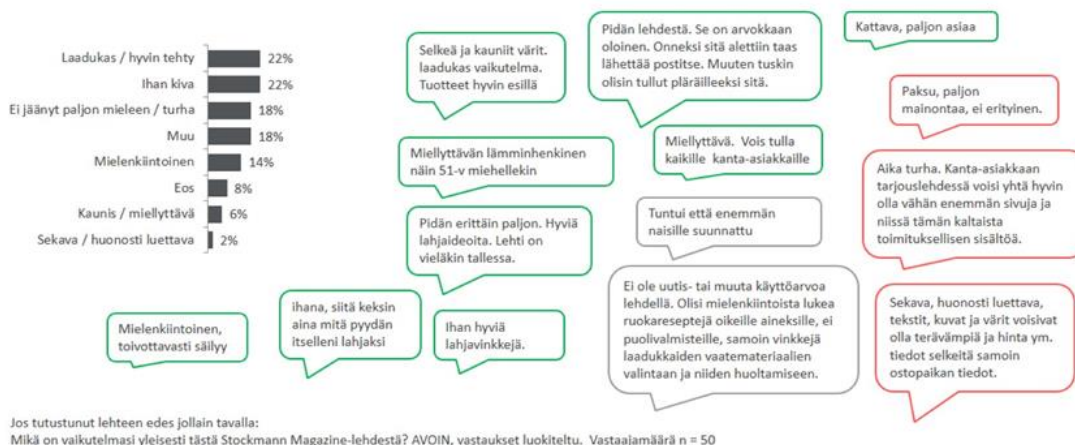 Laadukas / hyvin tehty 22%
Ihan kiva 22%
Ei jäänyt paljon mieleen / turha 18%
Muu 18%
Mielenkiintoinen 14%
Eos 8%
Kaunis / miellyttävä 6%
Sekava / huonosti luettava 2%
Selkeä ja kauniit värit.
laadukas vaikutelma.
Tuotteet hyvin esillä
Pidän lehdestä. Se on arvokkaan
oloinen. Onneksi sitä alettiin taas
lähettää postitse. Muuten tuskin
olisin tullut pläräilleeksi sitä.
Kattava, paljon asiaa
Paksu, paljon
mainontaa, ei erityinen.
Miellyttävän lämminhenkinen
näin 51-v miehellekin
Miellyttävä. Vois tulla
kaikille kanta-asiakkaille
Aika turha. Kanta-asiakkaan
tarjouslehdessä voisi yhtä hyvin
olla vähän enemmän sivuja ja
niissä tämän kaltaista
toimituksellisen sisältöä.
Pidän erittäin paljon. Hyviä
lahjaideoita. Lehti on
vieläkin tallessa.
Tuntui että enemmän
naisille suunnattu
Ei ole uutis- tai muuta käyttöarvoa
lehdellä. Olisi mielenkiintoista lukea
ruokareseptejä oikeille aineksille, ei
puolivalmisteille, samoin vinkkejä
laadukkaiden vaatemateriaalien
valintaan ja niiden huoltamiseen.
Sekava, huonosti luettava,
tekstit, kuvat ja värit voisivat
olla terävämpiä ja hinta ym.
tiedot selkeitä samoin
ostopaikan tiedot.
Mielenkiintoinen,
toivottavasti säilyy
ihana, siitä keksin
aina mitä pyydän
itselleni lahjaksi
Ihan hyviä
lahjavinkkejä.
Jos tutustunut lehteen edes jollain tavalla:
Mikä on vaikutelmasi yleisesti tästä Stockmann Magazine-lehdestä? AVOIN, vastaukset luokiteltu. Vastaajamäärä n = 50